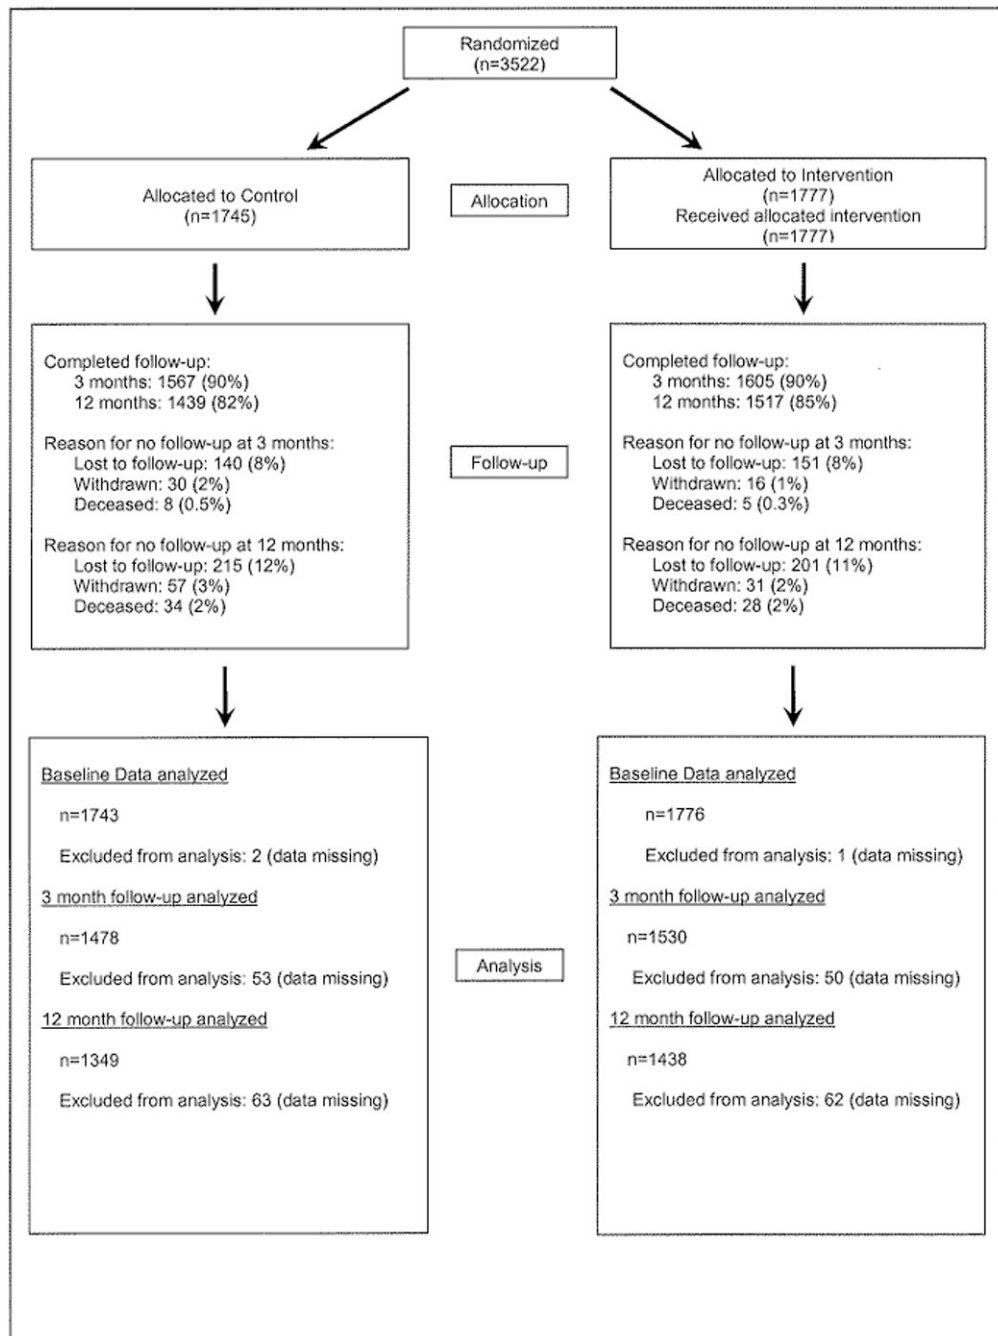 Randomized
(n=3522)
Allocated to Control
(n=1745)
Allocation
Allocated to Intervention
(n=1777)
Received allocated intervention
(n=1777)
Completed follow-up:
3 months: 1567 (90%)
12 months: 1439 (82%)
Reason for no follow-up at 3 months:
Lost to follow-up: 140 (8%)
Withdrawn: 30 (2%)
Deceased: 8 (0.5%)
Reason for no follow-up at 12 months:
Lost to follow-up: 215 (12%)
Withdrawn: 57 (3%)
Deceased: 34 (2%)
Follow-up
Completed follow-up:
3 months: 1605 (90%)
12 months: 1517 (85%)
Reason for no follow-up at 3 months:
Lost to follow-up: 151 (8%)
Withdrawn: 16 (1%)
Deceased: 5 (0.3%)
Reason for no follow-up at 12 months:
Lost to follow-up: 201 (11%)
Withdrawn: 31 (2%)
Deceased: 28 (2%)
Baseline Data analyzed
n=1743
Excluded from analysis: 2 (data missing)
3 month follow-up analyzed
n=1478
Excluded from analysis: 53 (data missing)
12 month follow-up analyzed
n=1349
Excluded from analysis: 63 (data missing)
Analysis
Baseline Data analyzed
n=1776
Excluded from analysis: 1 (data missing)
3 month follow-up analyzed
n=1530
Excluded from analysis: 50 (data missing)
12 month follow-up analyzed
n=1438
Excluded from analysis: 62 (data missing)